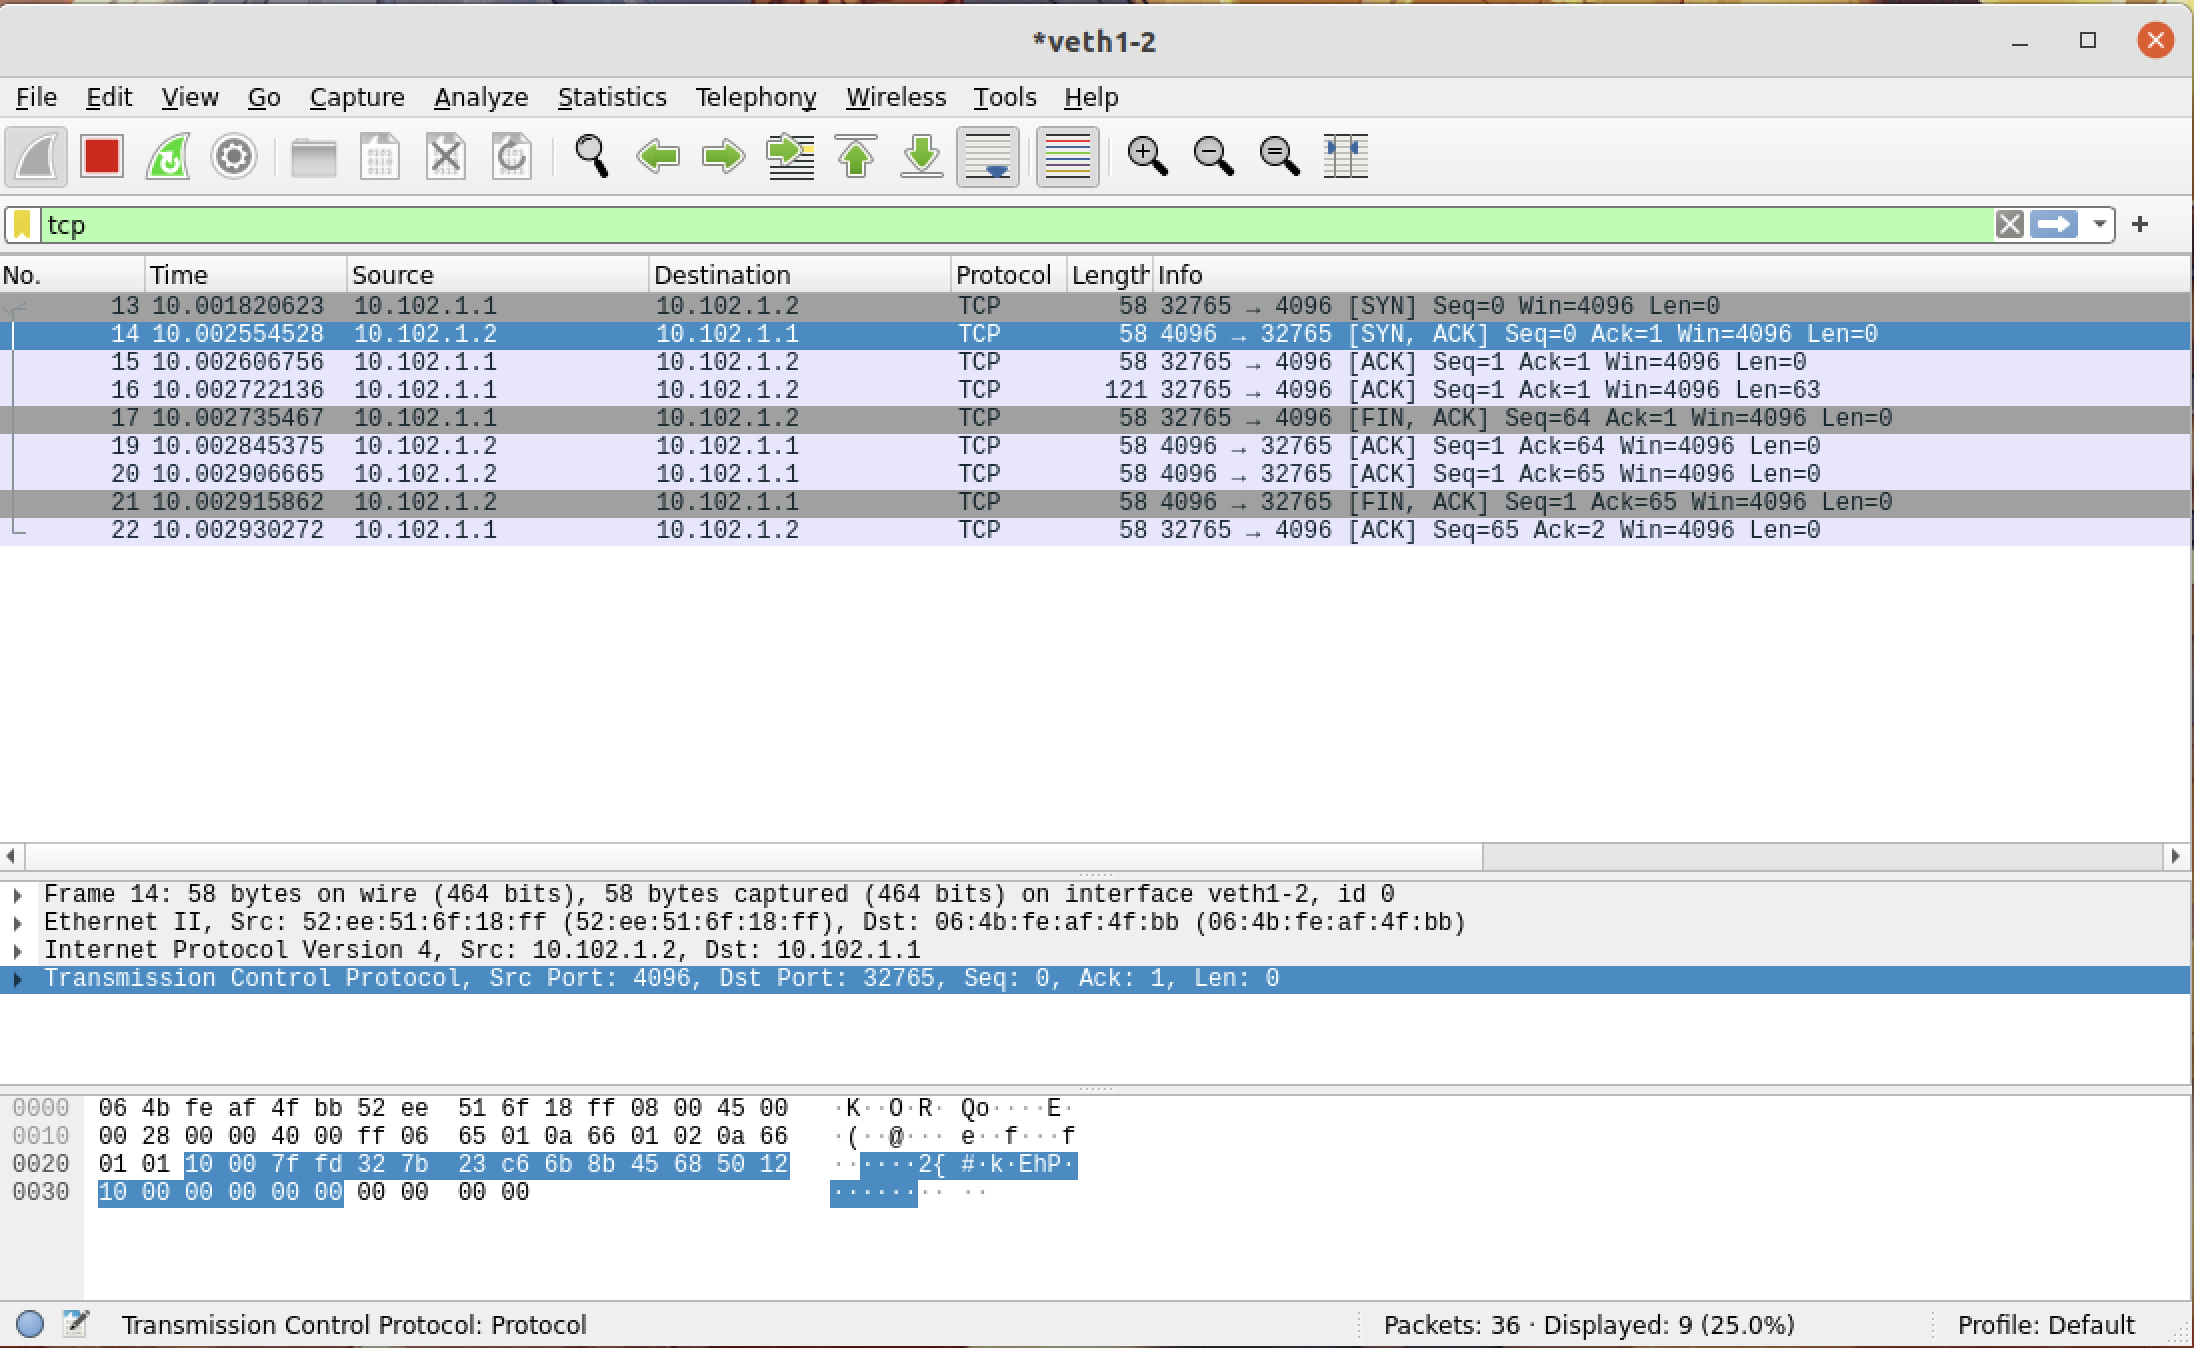 *veth1-2
File Edit View Go Capture Analyze Statistics Telephony Wireless Tools Help
tcp
No. Time Source Destination Protocol Length Info
13 10.001820623 10.102.1.1 10.102.1.2 TCP 58 32765 → 4096 [SYN] Seq=0 Win=4096 Len=0
14 10.002554528 10.102.1.2 10.102.1.1 TCP 58 4096 → 32765 [SYN, ACK] Seq=0 Ack=1 Win=4096 Len=0
15 10.002606756 10.102.1.1 10.102.1.2 TCP 58 32765 → 4096 [ACK] Seq=1 Ack=1 Win=4096 Len=0
16 10.002722136 10.102.1.1 10.102.1.2 TCP 121 32765 → 4096 [ACK] Seq=1 Ack=1 Win=4096 Len=63
17 10.002735467 10.102.1.1 10.102.1.2 TCP 58 32765 → 4096 [FIN, ACK] Seq=64 Ack=1 Win=4096 Len=0
19 10.002845375 10.102.1.2 10.102.1.1 TCP 58 4096 → 32765 [ACK] Seq=1 Ack=64 Win=4096 Len=0
20 10.002906665 10.102.1.2 10.102.1.1 TCP 58 4096 → 32765 [ACK] Seq=1 Ack=65 Win=4096 Len=0
21 10.002915862 10.102.1.2 10.102.1.1 TCP 58 4096 → 32765 [FIN, ACK] Seq=1 Ack=65 Win=4096 Len=0
22 10.002930272 10.102.1.1 10.102.1.2 TCP 58 32765 → 4096 [ACK] Seq=65 Ack=2 Win=4096 Len=0
Frame 14: 58 bytes on wire (464 bits), 58 bytes captured (464 bits) on interface veth1-2, id 0
Ethernet II, Src: 52:ee:51:6f:18:ff (52:ee:51:6f:18:ff), Dst: 06:4b:fe:af:4f:bb (06:4b:fe:af:4f:bb)
Internet Protocol Version 4, Src: 10.102.1.2, Dst: 10.102.1.1
Transmission Control Protocol, Src Port: 4096, Dst Port: 32765, Seq: 0, Ack: 1, Len: 0
0000 06 4b fe af 4f bb 52 ee 51 6f 18 ff 08 00 45 00 ·K··O·R· Qo····E·
0010 00 28 00 00 40 00 ff 06 65 01 0a 66 01 02 0a 66 ·(··@··· e··f···f
0020 01 01 10 00 7f fd 32 7b 23 c6 6b 8b 45 68 50 12 ······2{ #·k·EhP·
0030 10 00 00 00 00 00 00 00 00 00 ········ ··
Transmission Control Protocol: Protocol
Packets: 36 · Displayed: 9 (25.0%)
Profile: Default